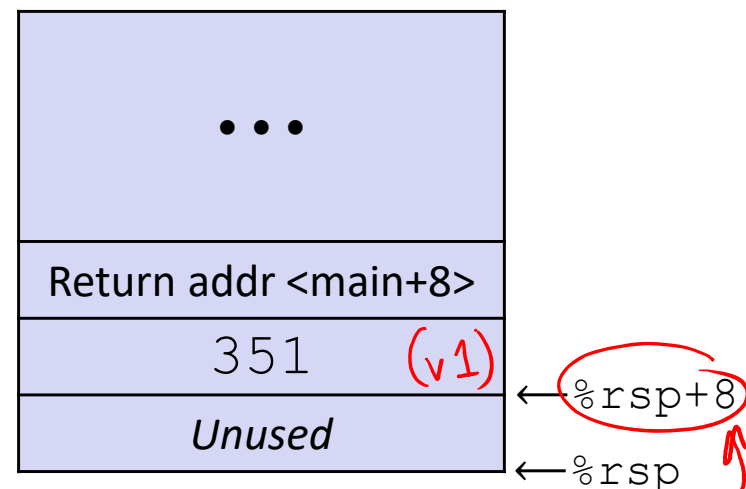 •••
Return addr <main+8>
351 (v1)
←%rsp+8
Unused
←%rsp